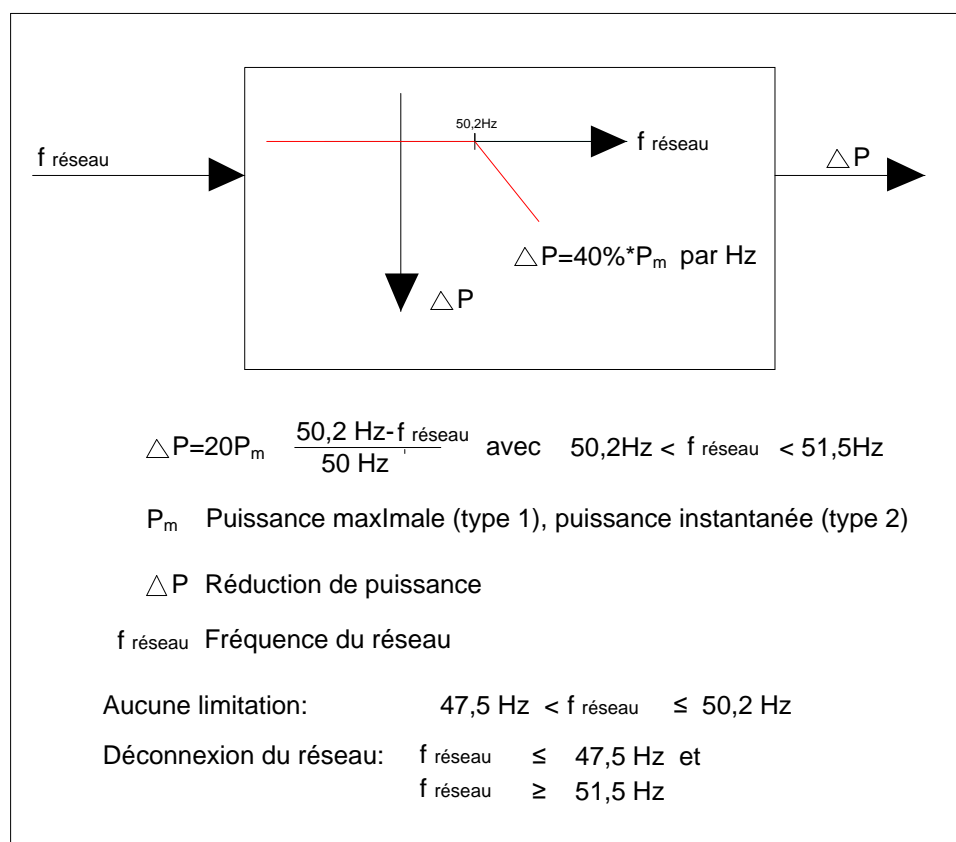 50,2Hz
f réseau
f réseau
△P
△P=40%*Pm par Hz
△P
△P=20Pm 50,2 Hz-f réseau / 50 Hz avec 50,2Hz < f réseau < 51,5Hz
Pm Puissance maxImale (type 1), puissance instantanée (type 2)
△P Réduction de puissance
f réseau Fréquence du réseau
Aucune limitation: 47,5 Hz < f réseau ≤ 50,2 Hz
Déconnexion du réseau: f réseau ≤ 47,5 Hz et
f réseau ≥ 51,5 Hz